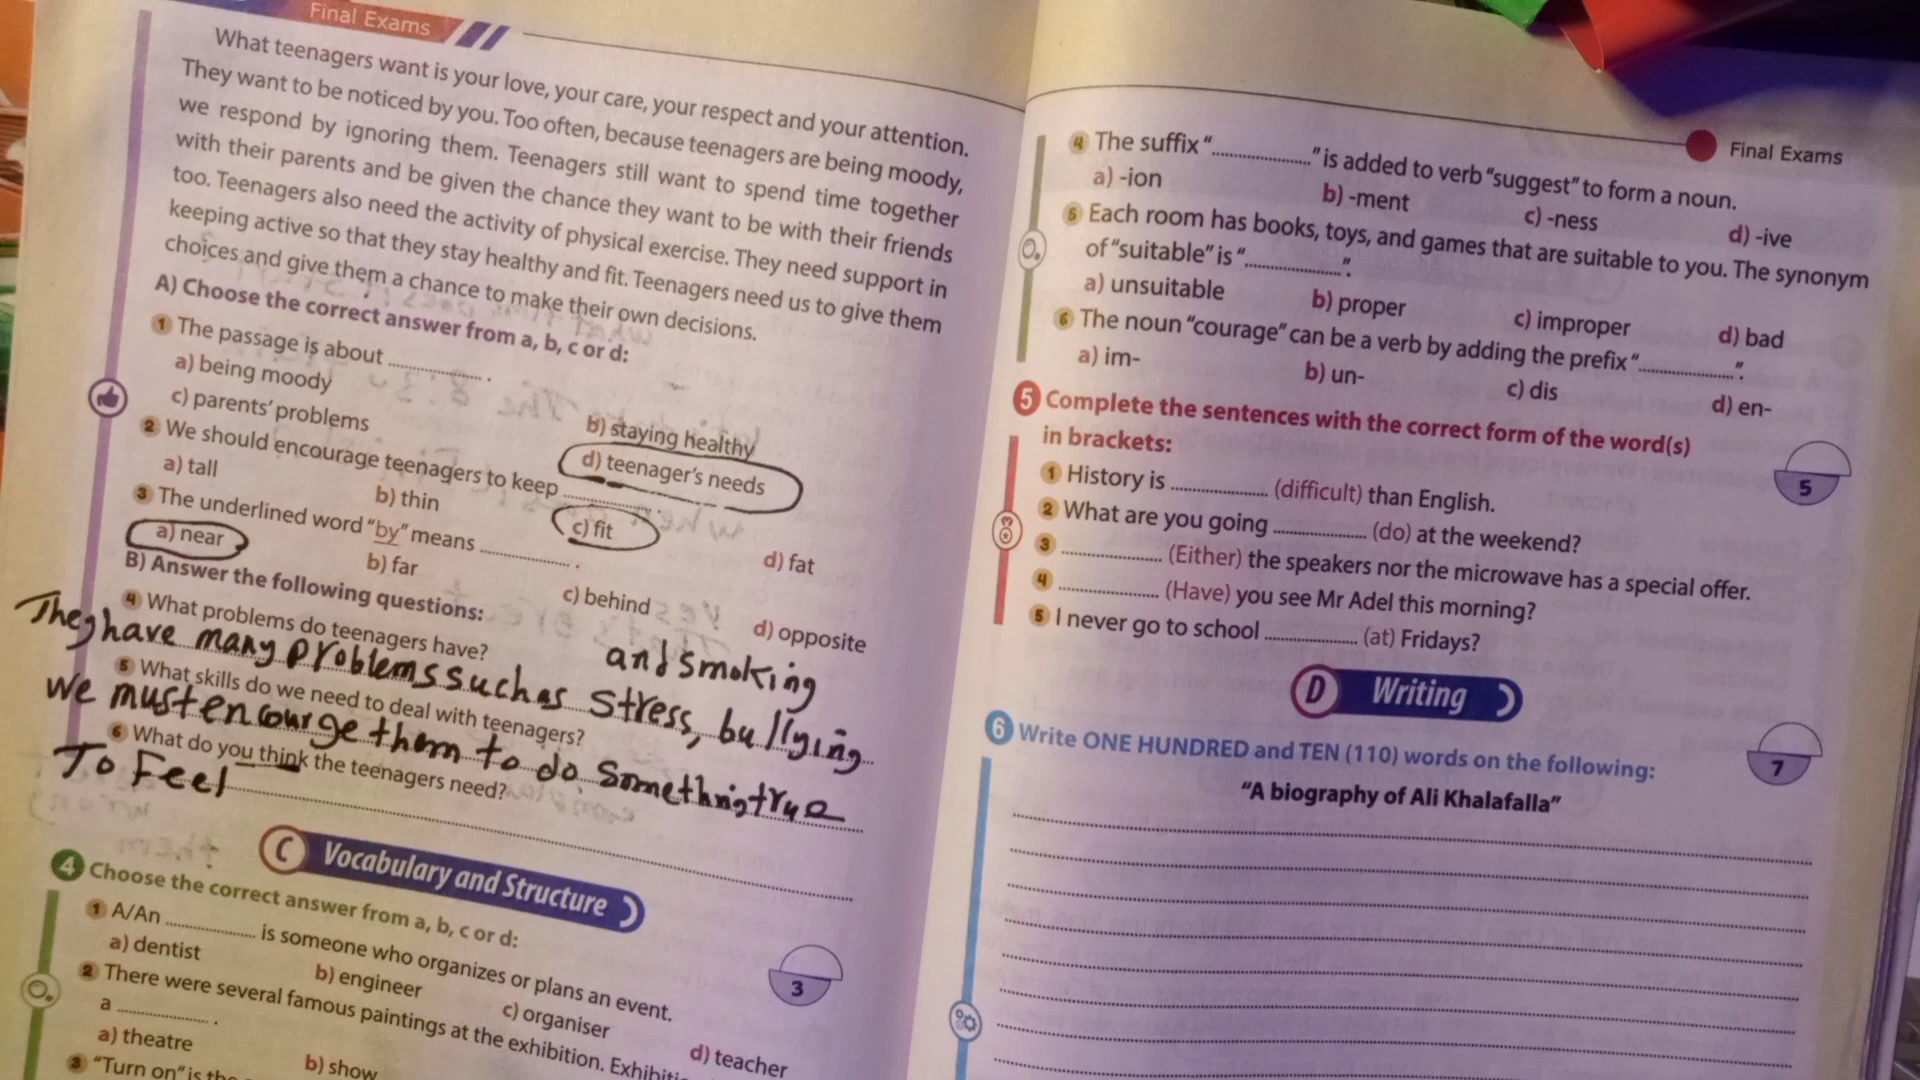 Final Exams
What teenagers want is your love, your care, your respect and your attention.
They want to be noticed by you. Too often, because teenagers are being moody,
we respond by ignoring them. Teenagers still want to spend time together
with their parents and be given the chance they want to be with their friends
too. Teenagers also need the activity of physical exercise. They need support in
keeping active so that they stay healthy and fit. Teenagers need us to give them
choices and give them a chance to make their own decisions.
A) Choose the correct answer from a, b, c or d:
1 The passage is about .................... .
a) being moody
b) staying healthy
c) parents' problems
d) teenager's needs
2 We should encourage teenagers to keep .................... .
a) tall
b) thin
c) fit
d) fat
3 The underlined word "by" means .................... .
a) near
b) far
c) behind
d) opposite
B) Answer the following questions:
4 What problems do teenagers have?
They have many problems such as stress, bullying
and smoking
5 What skills do we need to deal with teenagers?
we must encourge them to do something true
6 What do you think the teenagers need?
To Feel
C Vocabulary and Structure
4 Choose the correct answer from a, b, c or d:
3
1 A/An .................... is someone who organizes or plans an event.
a) dentist
b) engineer
c) organiser
d) teacher
2 There were several famous paintings at the exhibition.
a .................... .
a) theatre
b) show
3 "Turn on" is the
Final Exams
4 The suffix "...................." is added to verb "suggest" to form a noun.
a) -ion
b) -ment
c) -ness
d) -ive
5 Each room has books, toys, and games that are suitable to you. The synonym
of "suitable" is "....................".
a) unsuitable
b) proper
c) improper
d) bad
6 The noun "courage" can be a verb by adding the prefix "....................".
a) im-
b) un-
c) dis
d) en-
5 Complete the sentences with the correct form of the word(s)
in brackets:
5
1 History is .................... (difficult) than English.
2 What are you going .................... (do) at the weekend?
3 .................... (Either) the speakers nor the microwave has a special offer.
4 .................... (Have) you see Mr Adel this morning?
5 I never go to school .................... (at) Fridays?
D Writing
6 Write ONE HUNDRED and TEN (110) words on the following:
7
"A biography of Ali Khalafalla"